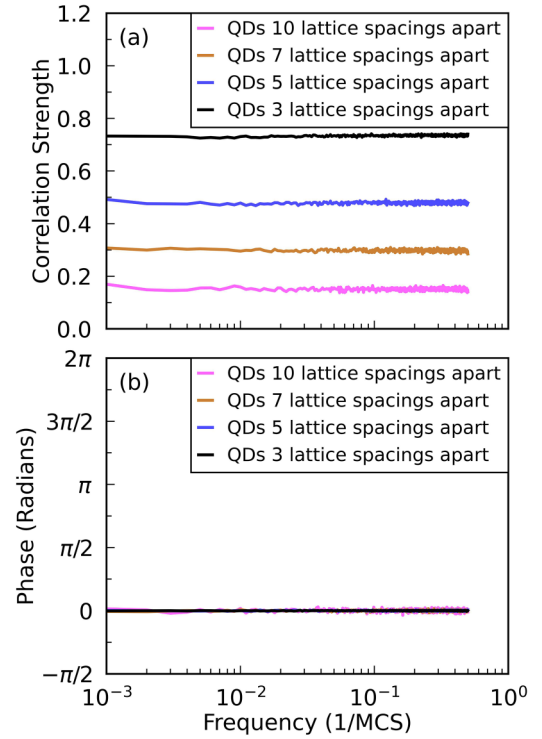 (a)
QDs 10 lattice spacings apart
QDs 7 lattice spacings apart
QDs 5 lattice spacings apart
QDs 3 lattice spacings apart
Correlation Strength
1.2
1.0
0.8
0.6
0.4
0.2
0.0
(b)
QDs 10 lattice spacings apart
QDs 7 lattice spacings apart
QDs 5 lattice spacings apart
QDs 3 lattice spacings apart
Phase (Radians)
2π
3π/2
π
π/2
0
−π/2
10⁻³ 10⁻² 10⁻¹ 10⁰
Frequency (1/MCS)